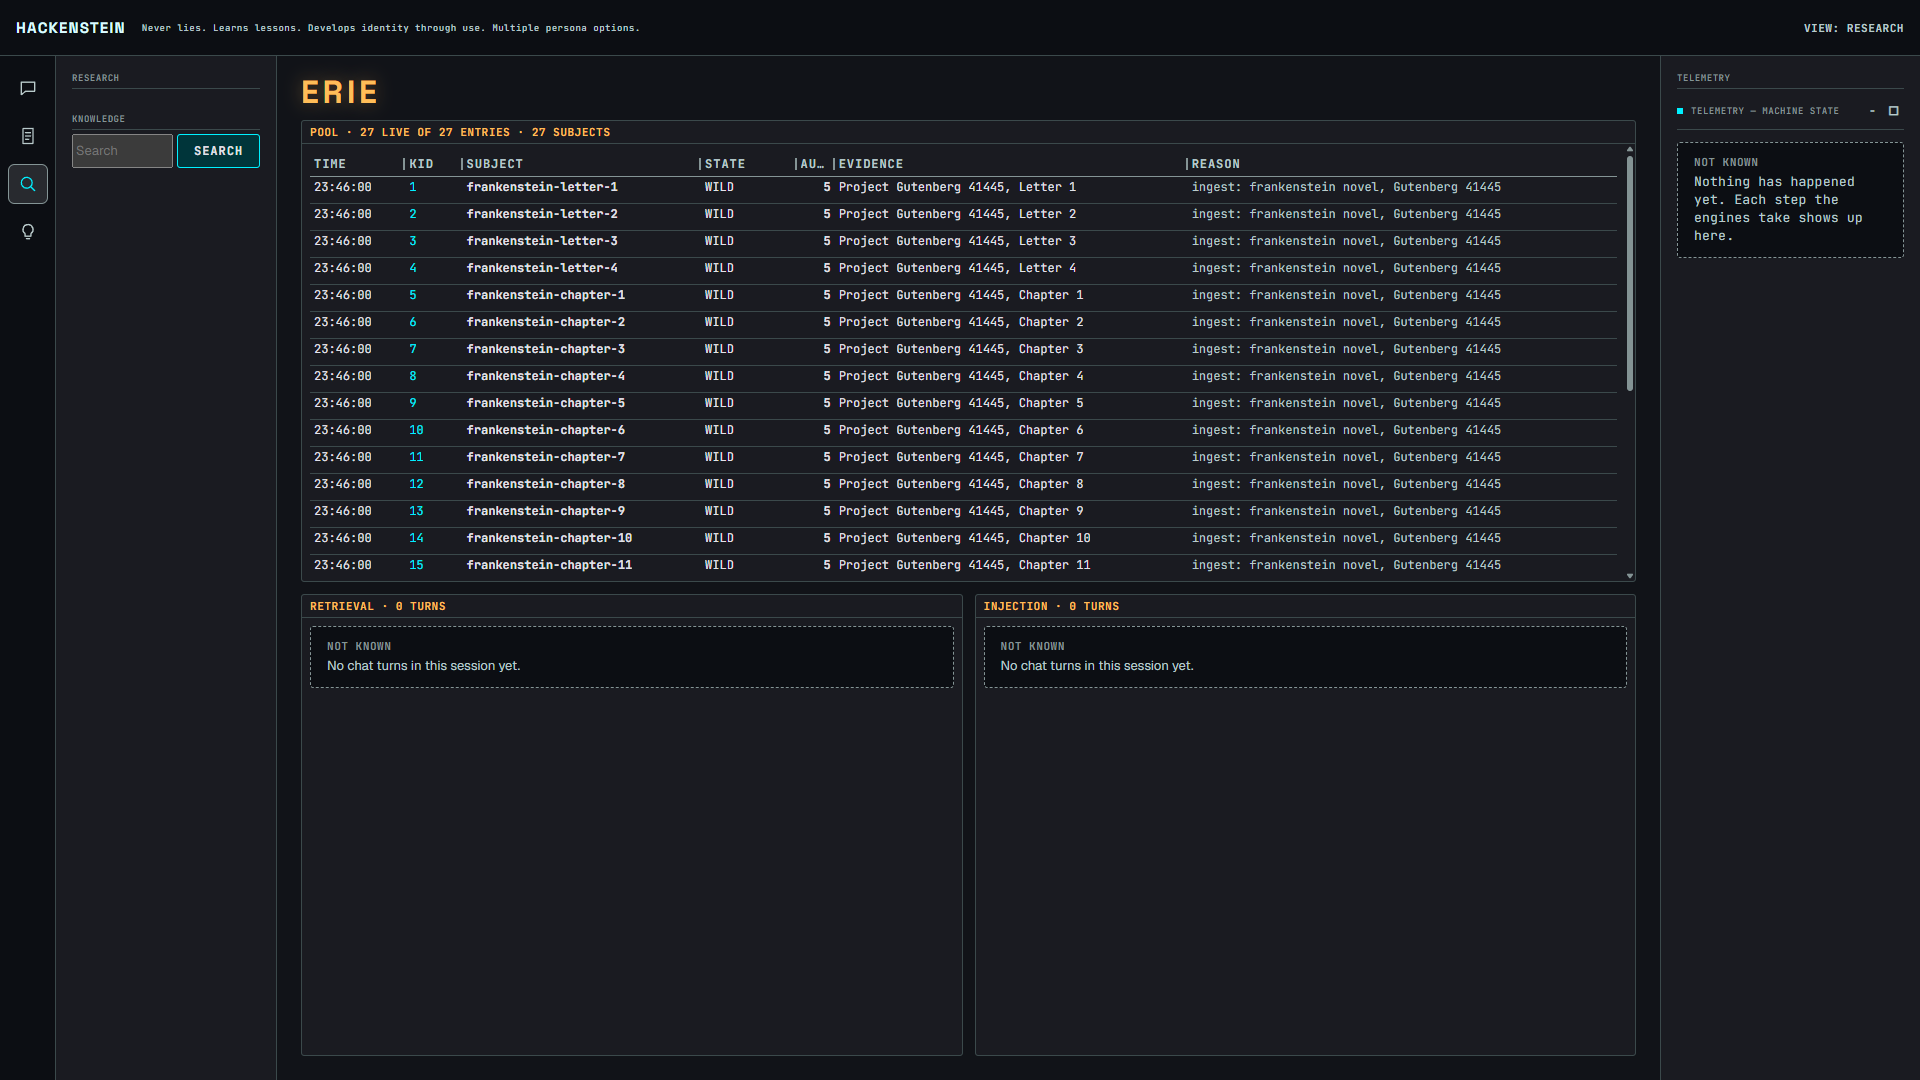 HACKENSTEIN
Never lies. Learns lessons. Develops identity through use. Multiple persona options.
VIEW: RESEARCH
RESEARCH
KNOWLEDGE
Search
SEARCH
ERIE
POOL · 27 LIVE OF 27 ENTRIES · 27 SUBJECTS
TIME |KID |SUBJECT |STATE |AU… |EVIDENCE |REASON
23:46:00 1 frankenstein-letter-1 WILD 5 Project Gutenberg 41445, Letter 1 ingest: frankenstein novel, Gutenberg 41445
23:46:00 2 frankenstein-letter-2 WILD 5 Project Gutenberg 41445, Letter 2 ingest: frankenstein novel, Gutenberg 41445
23:46:00 3 frankenstein-letter-3 WILD 5 Project Gutenberg 41445, Letter 3 ingest: frankenstein novel, Gutenberg 41445
23:46:00 4 frankenstein-letter-4 WILD 5 Project Gutenberg 41445, Letter 4 ingest: frankenstein novel, Gutenberg 41445
23:46:00 5 frankenstein-chapter-1 WILD 5 Project Gutenberg 41445, Chapter 1 ingest: frankenstein novel, Gutenberg 41445
23:46:00 6 frankenstein-chapter-2 WILD 5 Project Gutenberg 41445, Chapter 2 ingest: frankenstein novel, Gutenberg 41445
23:46:00 7 frankenstein-chapter-3 WILD 5 Project Gutenberg 41445, Chapter 3 ingest: frankenstein novel, Gutenberg 41445
23:46:00 8 frankenstein-chapter-4 WILD 5 Project Gutenberg 41445, Chapter 4 ingest: frankenstein novel, Gutenberg 41445
23:46:00 9 frankenstein-chapter-5 WILD 5 Project Gutenberg 41445, Chapter 5 ingest: frankenstein novel, Gutenberg 41445
23:46:00 10 frankenstein-chapter-6 WILD 5 Project Gutenberg 41445, Chapter 6 ingest: frankenstein novel, Gutenberg 41445
23:46:00 11 frankenstein-chapter-7 WILD 5 Project Gutenberg 41445, Chapter 7 ingest: frankenstein novel, Gutenberg 41445
23:46:00 12 frankenstein-chapter-8 WILD 5 Project Gutenberg 41445, Chapter 8 ingest: frankenstein novel, Gutenberg 41445
23:46:00 13 frankenstein-chapter-9 WILD 5 Project Gutenberg 41445, Chapter 9 ingest: frankenstein novel, Gutenberg 41445
23:46:00 14 frankenstein-chapter-10 WILD 5 Project Gutenberg 41445, Chapter 10 ingest: frankenstein novel, Gutenberg 41445
23:46:00 15 frankenstein-chapter-11 WILD 5 Project Gutenberg 41445, Chapter 11 ingest: frankenstein novel, Gutenberg 41445
RETRIEVAL · 0 TURNS
NOT KNOWN
No chat turns in this session yet.
INJECTION · 0 TURNS
NOT KNOWN
No chat turns in this session yet.
TELEMETRY
TELEMETRY — MACHINE STATE
NOT KNOWN
Nothing has happened
yet. Each step the
engines take shows up
here.